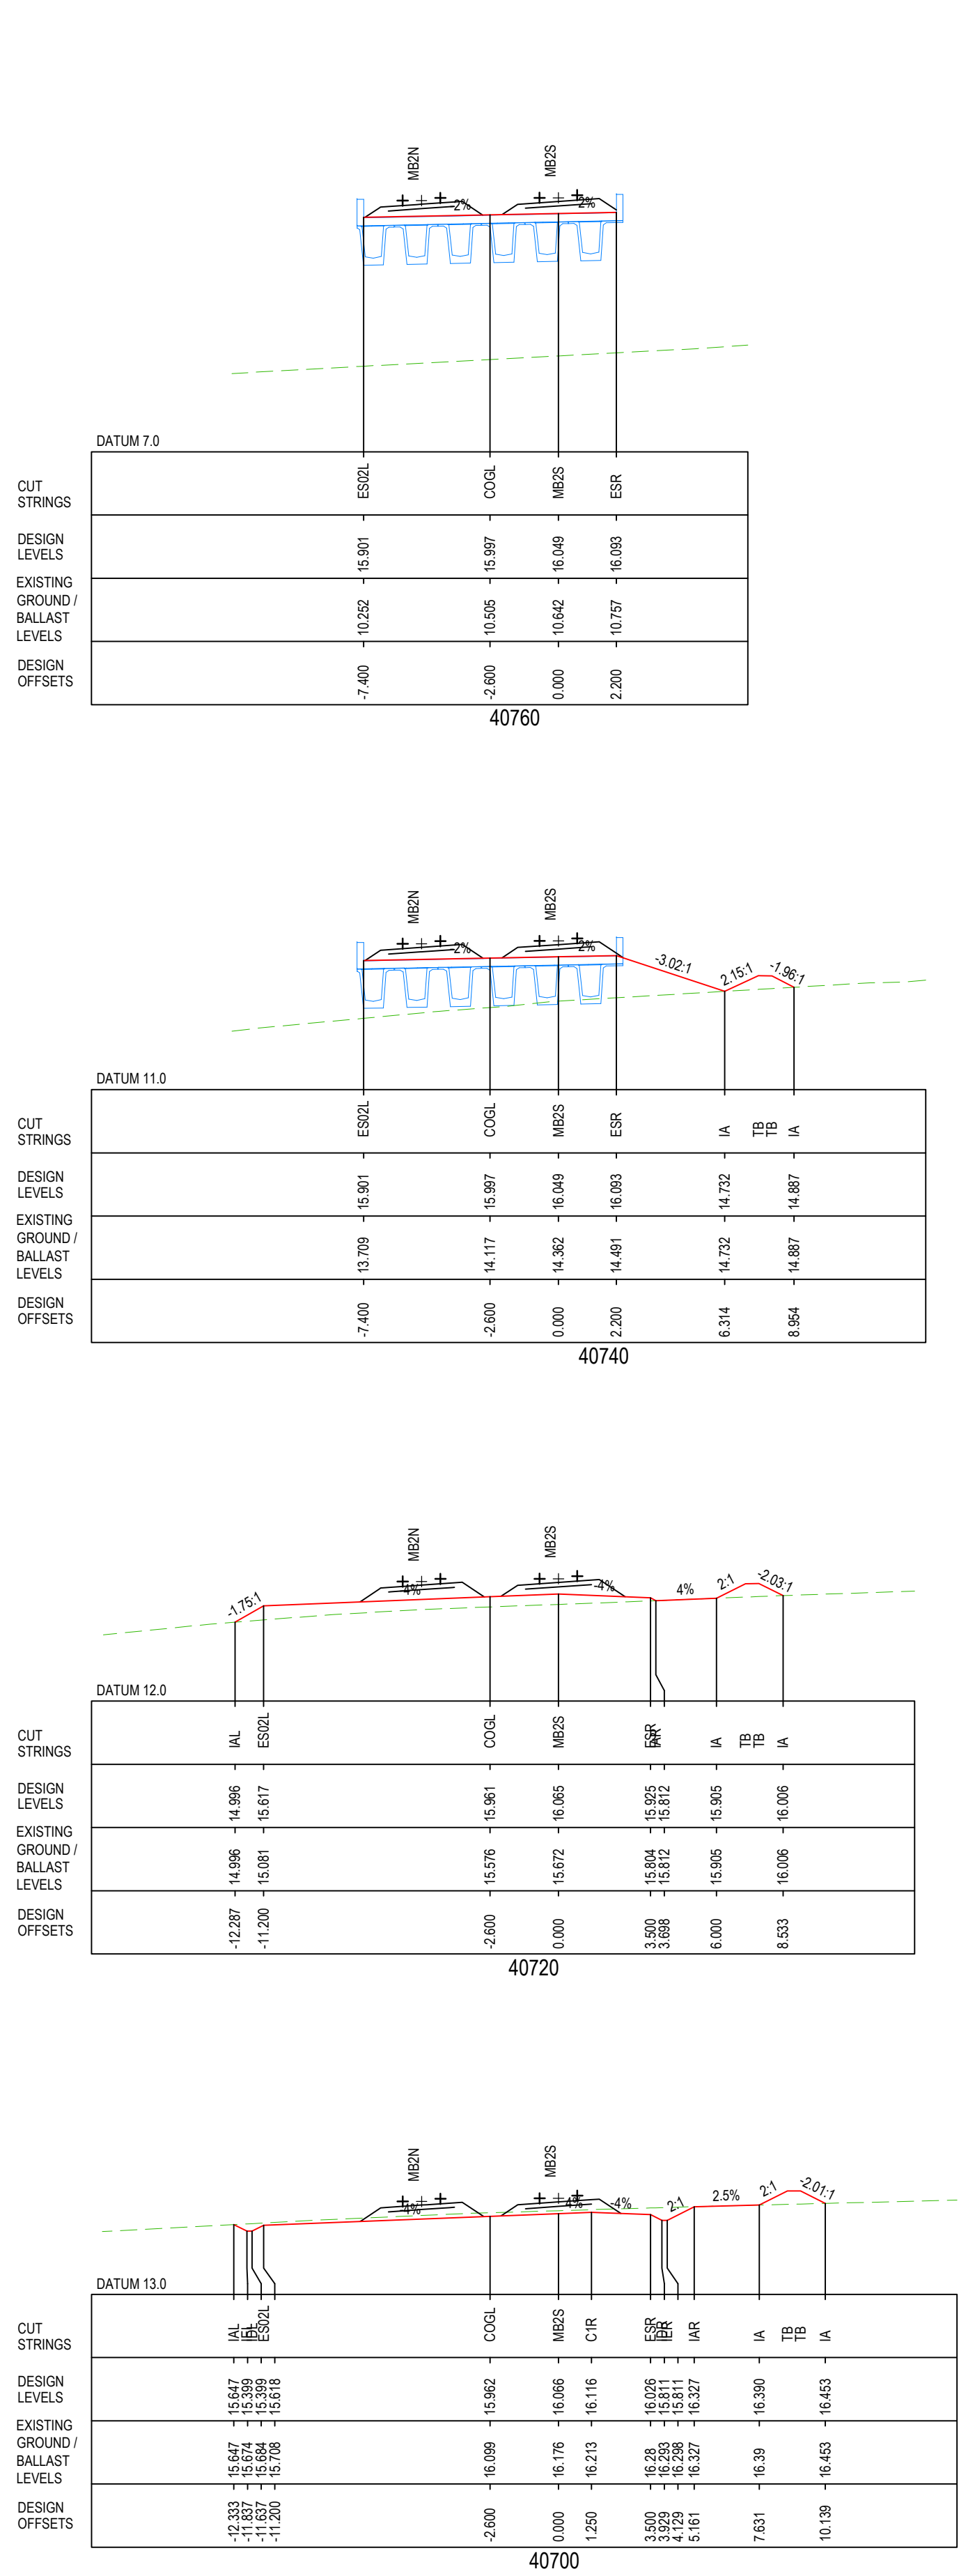 MB2N MB2S
2% 2%
DATUM 7.0
CUT STRINGS ES02L COGL MB2S ESR
DESIGN LEVELS 15.901 15.997 16.049 16.093
EXISTING GROUND / BALLAST LEVELS 10.252 10.505 10.642 10.757
DESIGN OFFSETS -7.400 -2.600 0.000 2.200
40760
MB2N MB2S
2% 2% -3.02:1 2.15:1 -1.96:1
DATUM 11.0
CUT STRINGS ES02L COGL MB2S ESR IA TB TB IA
DESIGN LEVELS 15.901 15.997 16.049 16.093 14.732 14.887
EXISTING GROUND / BALLAST LEVELS 13.709 14.117 14.362 14.491 14.732 14.887
DESIGN OFFSETS -7.400 -2.600 0.000 2.200 6.314 8.954
40740
MB2N MB2S
-1.75:1 4% -4% 4% 2:1 -2.03:1
DATUM 12.0
CUT STRINGS IAL ES02L COGL MB2S ESR IA TB TB IA
DESIGN LEVELS 14.996 15.617 15.961 16.065 15.925 15.812 15.905 16.006
EXISTING GROUND / BALLAST LEVELS 14.996 15.081 15.576 15.672 15.804 15.812 15.905 16.006
DESIGN OFFSETS -12.287 -11.200 -2.600 0.000 3.500 3.698 6.000 8.533
40720
MB2N MB2S
4% 4% -4% 2:1 2.5% 2:1 -2.01:1
DATUM 13.0
CUT STRINGS IAL ES02L COGL MB2S C1R ESR IAR IA TB TB IA
DESIGN LEVELS 15.647 15.399 15.399 15.618 15.962 16.066 16.116 16.026 15.811 15.811 16.327 16.390 16.453
EXISTING GROUND / BALLAST LEVELS 15.647 15.674 15.684 15.708 16.099 16.176 16.213 16.28 16.293 16.298 16.327 16.39 16.453
DESIGN OFFSETS -12.333 -11.837 -11.637 -11.200 -2.600 0.000 1.250 3.500 3.929 4.129 5.161 7.631 10.139
40700